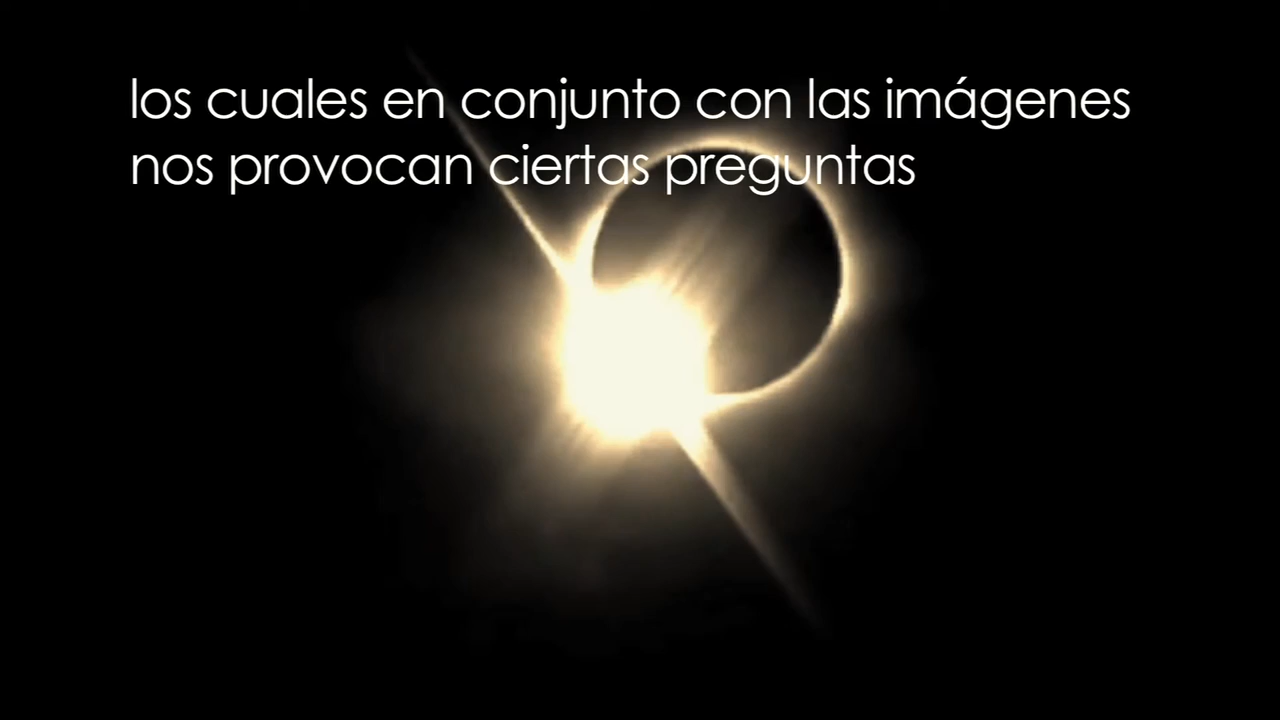 los cuales en conjunto con las imágenes
nos provocan ciertas preguntas